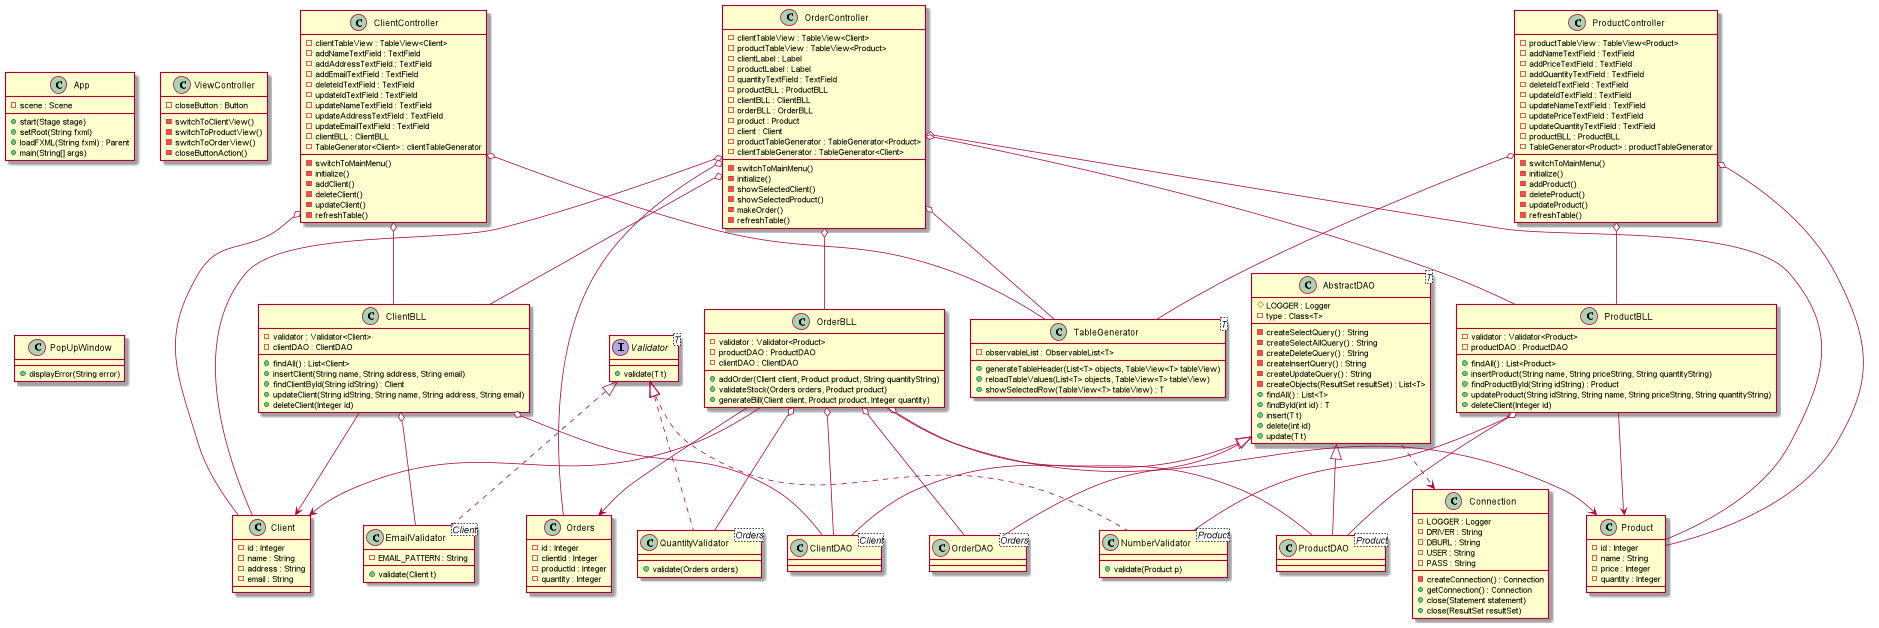 C ClientController
clientTableView : TableView<Client>
addNameTextField : TextField
addAddressTextField : TextField
addEmailTextField : TextField
deleteIdTextField : TextField
updateIdTextField : TextField
updateNameTextField : TextField
updateAddressTextField : TextField
updateEmailTextField : TextField
clientBLL : ClientBLL
TableGenerator<Client> : clientTableGenerator
switchToMainMenu()
initialize()
addClient()
deleteClient()
updateClient()
refreshTable()
C OrderController
clientTableView : TableView<Client>
productTableView : TableView<Product>
clientLabel : Label
productLabel : Label
quantityTextField : TextField
productBLL : ProductBLL
clientBLL : ClientBLL
orderBLL : OrderBLL
product : Product
client : Client
productTableGenerator : TableGenerator<Product>
clientTableGenerator : TableGenerator<Client>
switchToMainMenu()
initialize()
showSelectedClient()
showSelectedProduct()
makeOrder()
refreshTable()
C ProductController
productTableView : TableView<Product>
addNameTextField : TextField
addPriceTextField : TextField
addQuantityTextField : TextField
deleteIdTextField : TextField
updateIdTextField : TextField
updateNameTextField : TextField
updatePriceTextField : TextField
updateQuantityTextField : TextField
productBLL : ProductBLL
TableGenerator<Product> : productTableGenerator
switchToMainMenu()
initialize()
addProduct()
deleteProduct()
updateProduct()
refreshTable()
C App
scene : Scene
start(Stage stage)
setRoot(String fxml)
loadFXML(String fxml) : Parent
main(String[] args)
C ViewController
closeButton : Button
switchToClientView()
switchToProductView()
switchToOrderView()
closeButtonAction()
C PopUpWindow
displayError(String error)
C ClientBLL
validator : Validator<Client>
clientDAO : ClientDAO
findAll() : List<Client>
insertClient(String name, String address, String email)
findClientById(String idString) : Client
updateClient(String idString, String name, String address, String email)
deleteClient(Integer id)
I Validator
T
validate(T t)
C OrderBLL
validator : Validator<Product>
productDAO : ProductDAO
clientDAO : ClientDAO
addOrder(Client client, Product product, String quantityString)
validateStock(Orders orders, Product product)
generateBill(Client client, Product product, Integer quantity)
C TableGenerator
T
observableList : ObservableList<T>
generateTableHeader(List<T> objects, TableView<T> tableView)
reloadTableValues(List<T> objects, TableView<T> tableView)
showSelectedRow(TableView<T> tableView) : T
C AbstractDAO
T
LOGGER : Logger
type : Class<T>
createSelectQuery() : String
createSelectAllQuery() : String
createDeleteQuery() : String
createInsertQuery() : String
createUpdateQuery() : String
createObjects(ResultSet resultSet) : List<T>
findAll() : List<T>
findById(int id) : T
insert(T t)
delete(int id)
update(T t)
C ProductBLL
validator : Validator<Product>
productDAO : ProductDAO
findAll() : List<Product>
insertProduct(String name, String priceString, String quantityString)
findProductById(String idString) : Product
updateProduct(String idString, String name, String priceString, String quantityString)
deleteClient(Integer id)
C Client
id : Integer
name : String
address : String
email : String
C EmailValidator
Client
EMAIL_PATTERN : String
validate(Client t)
C Orders
id : Integer
clientId : Integer
productId : Integer
quantity : Integer
C QuantityValidator
Orders
validate(Orders orders)
C ClientDAO
Client
C OrderDAO
Orders
C NumberValidator
Product
validate(Product p)
C ProductDAO
Product
C Connection
LOGGER : Logger
DRIVER : String
DBURL : String
USER : String
PASS : String
createConnection() : Connection
getConnection() : Connection
close(Statement statement)
close(ResultSet resultSet)
C Product
id : Integer
name : String
price : Integer
quantity : Integer